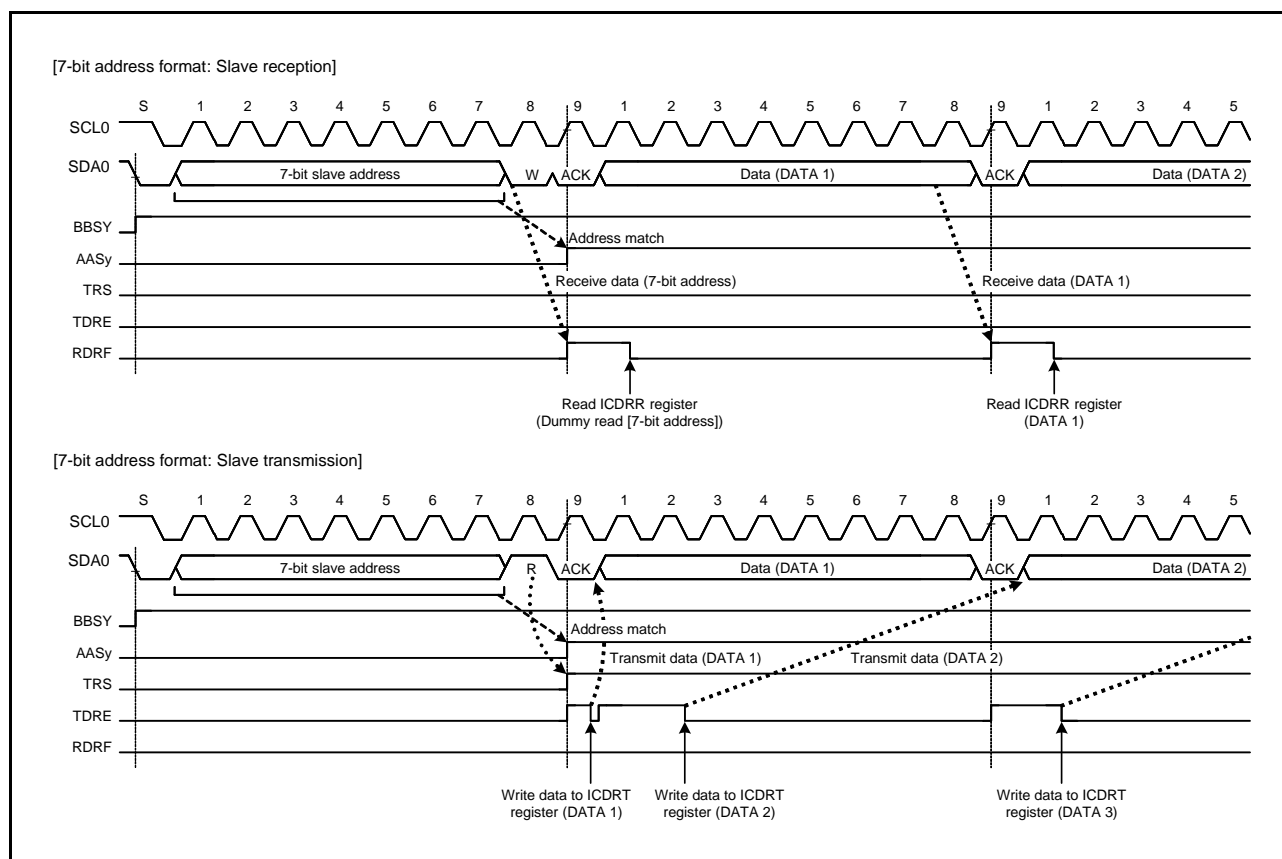 [7-bit address format: Slave reception]
S 1 2 3 4 5 6 7 8 9 1 2 3 4 5 6 7 8 9 1 2 3 4 5
SCL0
SDA0 7-bit slave address W ACK Data (DATA 1) ACK Data (DATA 2)
BBSY
Address match
AASy
Receive data (7-bit address) Receive data (DATA 1)
TRS
TDRE
RDRF
Read ICDRR register Read ICDRR register
(Dummy read [7-bit address]) (DATA 1)
[7-bit address format: Slave transmission]
S 1 2 3 4 5 6 7 8 9 1 2 3 4 5 6 7 8 9 1 2 3 4 5
SCL0
SDA0 7-bit slave address R ACK Data (DATA 1) ACK Data (DATA 2)
BBSY
Address match
AASy
Transmit data (DATA 1) Transmit data (DATA 2)
TRS
TDRE
RDRF
Write data to ICDRT Write data to ICDRT Write data to ICDRT
register (DATA 1) register (DATA 2) register (DATA 3)